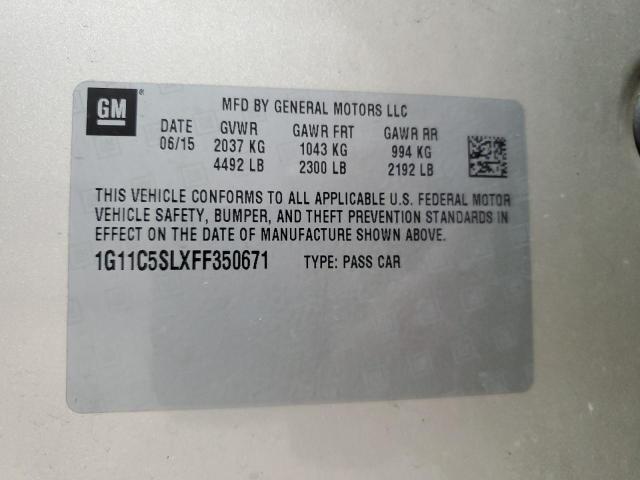 GM ®
MFD BY GENERAL MOTORS LLC
DATE GVWR GAWR FRT GAWR RR
06/15 2037 KG 1043 KG 994 KG
4492 LB 2300 LB 2192 LB
THIS VEHICLE CONFORMS TO ALL APPLICABLE U.S. FEDERAL MOTOR
VEHICLE SAFETY, BUMPER, AND THEFT PREVENTION STANDARDS IN
EFFECT ON THE DATE OF MANUFACTURE SHOWN ABOVE.
1G11C5SLXFF350671 TYPE: PASS CAR